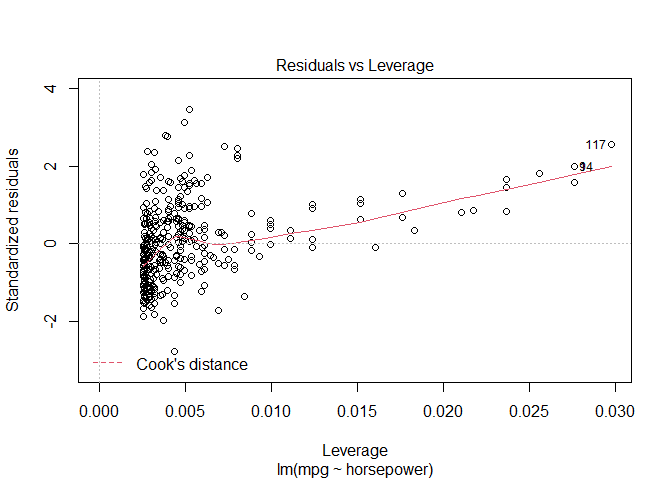 Residuals vs Leverage
Standardized residuals
4
2
0
-2
117
94
Cook's distance
0.000 0.005 0.010 0.015 0.020 0.025 0.030
Leverage
lm(mpg ~ horsepower)